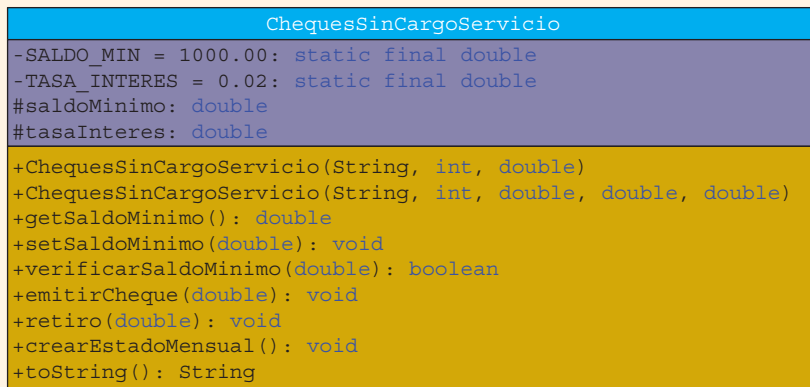 ChequesSinCargoServicio
-SALDO_MIN = 1000.00: static final double
-TASA_INTERES = 0.02: static final double
#saldoMinimo: double
#tasaInteres: double
+ChequesSinCargoServicio(String, int, double)
+ChequesSinCargoServicio(String, int, double, double, double)
+getSaldoMinimo(): double
+setSaldoMinimo(double): void
+verificarSaldoMinimo(double): boolean
+emitirCheque(double): void
+retiro(double): void
+crearEstadoMensual(): void
+toString(): String